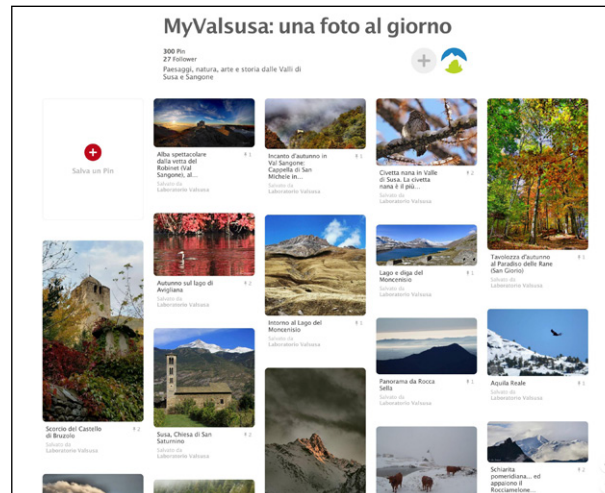 MyValsusa: una foto al giorno
300 Pin
27 Follower
Paesaggi, natura, arte e storia dalle Valli di
Susa e Sangone
Salva un Pin
Scorcio del Castello
di Bruzolo
2
Salvato da
Laboratorio Valsusa
Alba spettacolare
dalla vetta del
Robinet (Val
Sangone), al...
Salvato da
Laboratorio Valsusa
Autunno sul lago di
Avigliana
2
Salvato da
Laboratorio Valsusa
Susa, Chiesa di San
Saturnino
2
Salvato da
Laboratorio Valsusa
Incanto d'autunno in
Val Sangone:
Cappella di San
Michele in...
Salvato da
Laboratorio Valsusa
Intorno al Lago del
Moncenisio
Salvato da
Laboratorio Valsusa
Civetta nana in Valle
di Susa. La civetta
nana è il più...
2
Salvato da
Laboratorio Valsusa
Lago e diga del
Moncenisio
Salvato da
Laboratorio Valsusa
Panorama da Rocca
Sella
Salvato da
Laboratorio Valsusa
Tavolozza d'autunno
al Paradiso delle Rane
(San Giorio)
Salvato da
Laboratorio Valsusa
Aquila Reale
Salvato da
Laboratorio Valsusa
Schiarita
pomeridiana... ed
appaiono il
Rocciamelone...
2